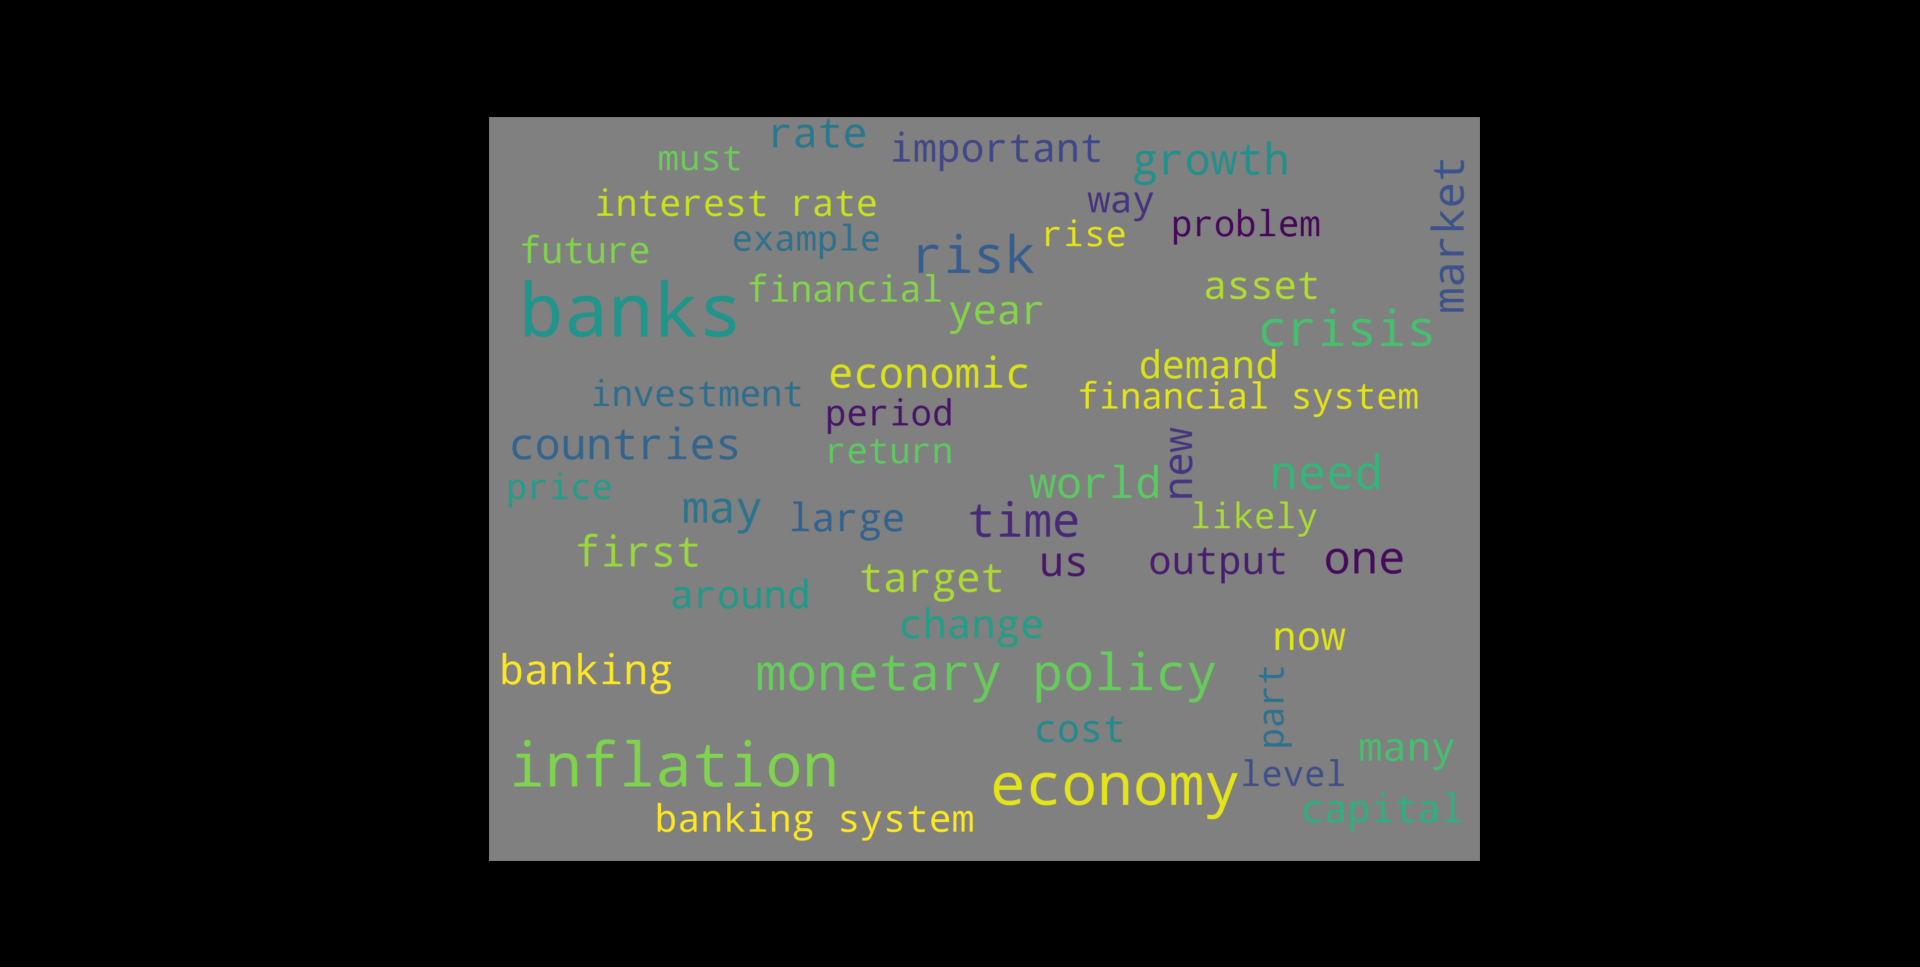 rate
important
must
growth
market
interest rate
way
problem
example
rise
future
risk
financial
asset
banks
year
crisis
economic
demand
investment
financial system
period
countries
return
new
price
world
need
may
large
time
likely
first
us
output
one
target
around
change
now
banking
monetary policy
part
cost
many
inflation
economy
level
capital
banking system